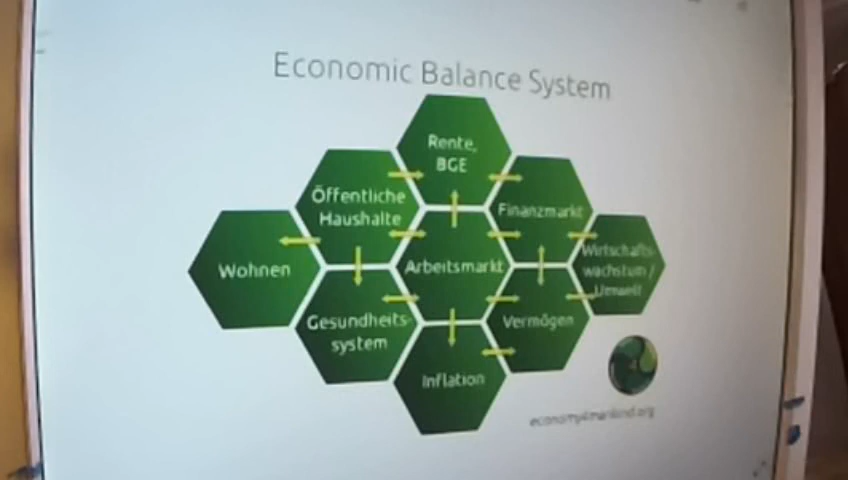 Economic Balance System
Rente,
BGE
Öffentliche
Haushalte
Finanzmarkt
Wohnen
Arbeitsmarkt
Wirtschafts-
wachstum /
Umwelt
Gesundheits-
system
Vermögen
Inflation
economy4mankind.org